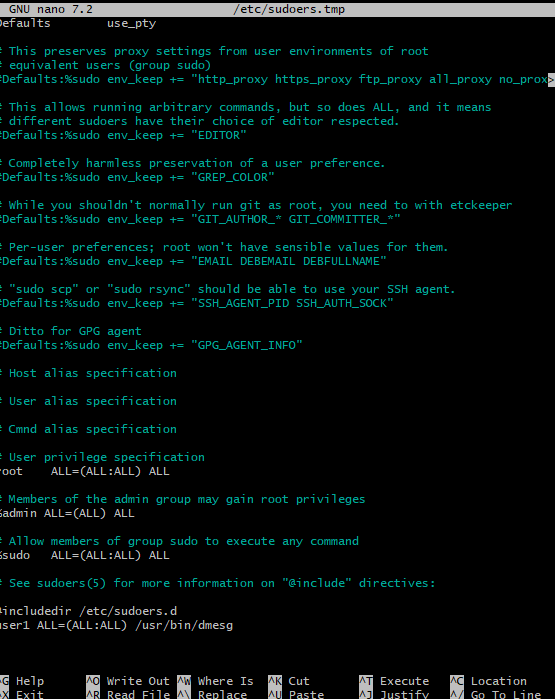 GNU nano 7.2 /etc/sudoers.tmp
Defaults use_pty
# This preserves proxy settings from user environments of root
# equivalent users (group sudo)
#Defaults:%sudo env_keep += "http_proxy https_proxy ftp_proxy all_proxy no_prox>
# This allows running arbitrary commands, but so does ALL, and it means
# different sudoers have their choice of editor respected.
#Defaults:%sudo env_keep += "EDITOR"
# Completely harmless preservation of a user preference.
#Defaults:%sudo env_keep += "GREP_COLOR"
# While you shouldn't normally run git as root, you need to with etckeeper
#Defaults:%sudo env_keep += "GIT_AUTHOR_* GIT_COMMITTER_*"
# Per-user preferences; root won't have sensible values for them.
#Defaults:%sudo env_keep += "EMAIL DEBEMAIL DEBFULLNAME"
# "sudo scp" or "sudo rsync" should be able to use your SSH agent.
#Defaults:%sudo env_keep += "SSH_AGENT_PID SSH_AUTH_SOCK"
# Ditto for GPG agent
#Defaults:%sudo env_keep += "GPG_AGENT_INFO"
# Host alias specification
# User alias specification
# Cmnd alias specification
# User privilege specification
root ALL=(ALL:ALL) ALL
# Members of the admin group may gain root privileges
%admin ALL=(ALL) ALL
# Allow members of group sudo to execute any command
%sudo ALL=(ALL:ALL) ALL
# See sudoers(5) for more information on "@include" directives:
@includedir /etc/sudoers.d
user1 ALL=(ALL:ALL) /usr/bin/dmesg
^G Help ^O Write Out ^W Where Is ^K Cut ^T Execute ^C Location
^X Exit ^R Read File ^\ Replace ^U Paste ^J Justify ^/ Go To Line